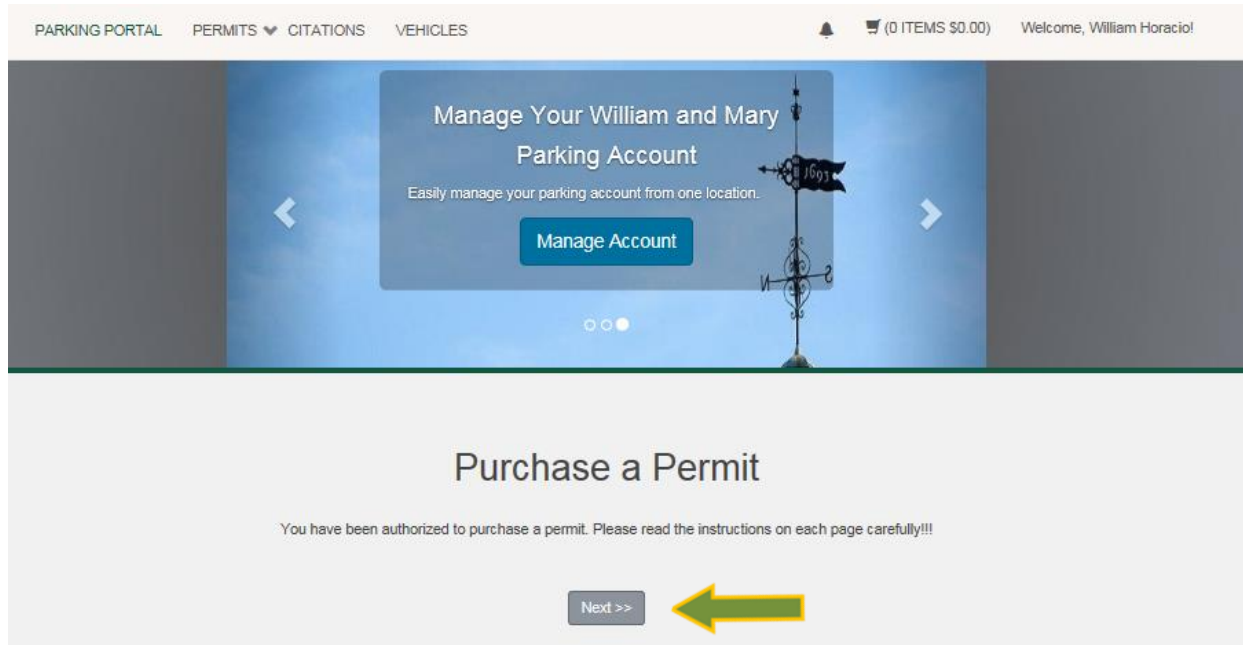 PARKING PORTAL PERMITS CITATIONS VEHICLES (0 ITEMS $0.00) Welcome, William Horacio!
Manage Your William and Mary
Parking Account
1693
Easily manage your parking account from one location.
Manage Account
N S
Purchase a Permit
You have been authorized to purchase a permit. Please read the instructions on each page carefully!!!
Next >>